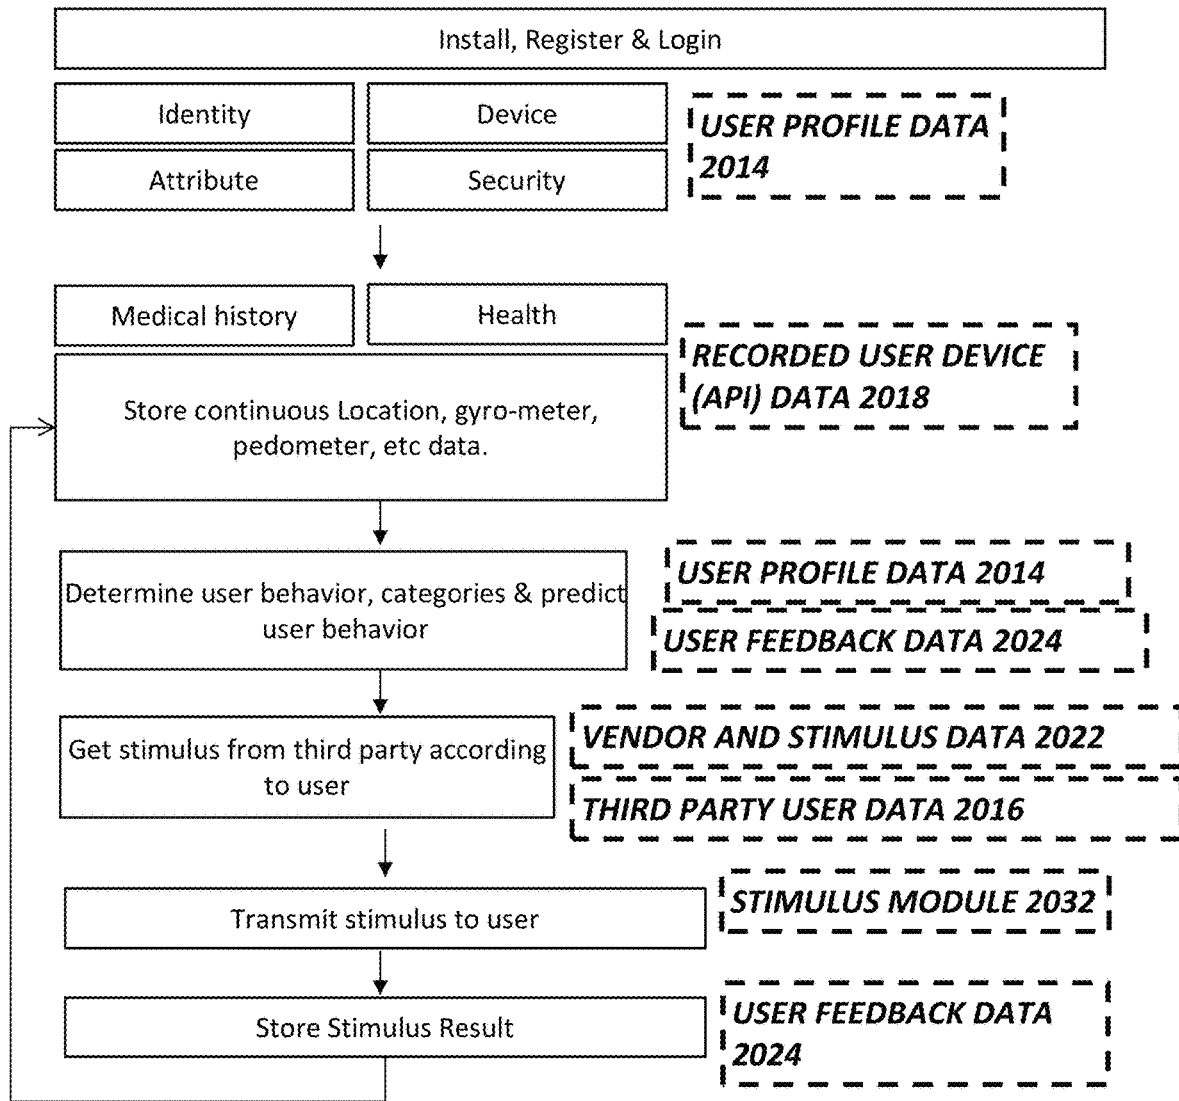 Install, Register & Login
Identity
Device
USER PROFILE DATA
2014
Attribute
Security
Medical history
Health
RECORDED USER DEVICE
(API) DATA 2018
Store continuous Location, gyro-meter,
pedometer, etc data.
Determine user behavior, categories & predict
user behavior
USER PROFILE DATA 2014
USER FEEDBACK DATA 2024
Get stimulus from third party according
to user
VENDOR AND STIMULUS DATA 2022
THIRD PARTY USER DATA 2016
Transmit stimulus to user
STIMULUS MODULE 2032
Store Stimulus Result
USER FEEDBACK DATA
2024